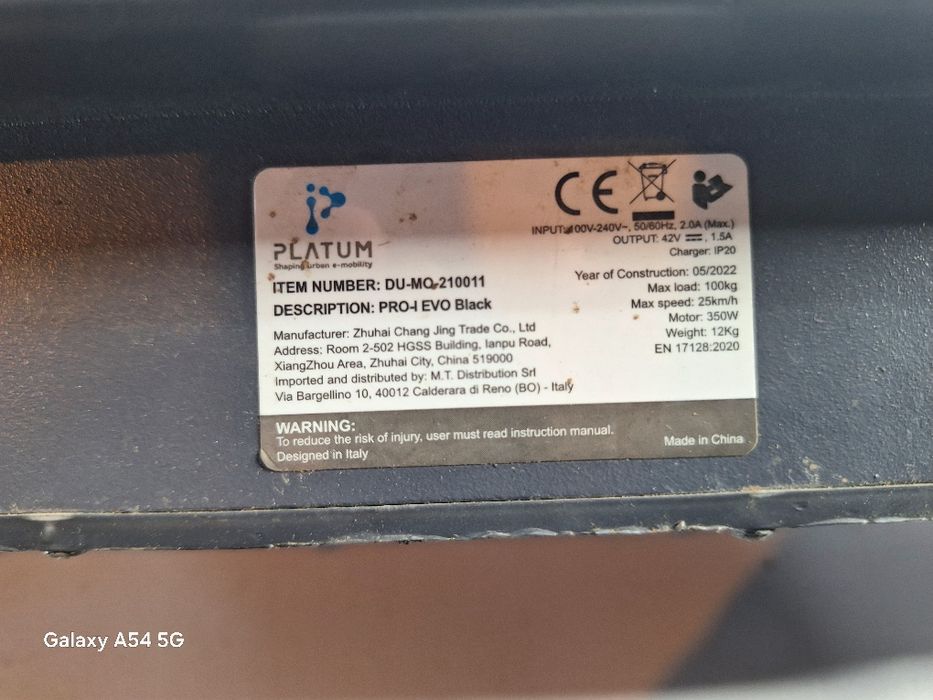 PLATUM
Shaping urban e-mobility
INPUT: 100V-240V~, 50/60Hz, 2.0A (Max.)
OUTPUT: 42V ⎓, 1.5A
Charger: IP20
ITEM NUMBER: DU-MO-210011
DESCRIPTION: PRO-I EVO Black
Year of Construction: 05/2022
Max load: 100kg
Max speed: 25km/h
Motor: 350W
Weight: 12Kg
EN 17128:2020
Manufacturer: Zhuhai Chang Jing Trade Co., Ltd
Address: Room 2-502 HGSS Building, lanpu Road,
XiangZhou Area, Zhuhai City, China 519000
Imported and distributed by: M.T. Distribution Srl
Via Bargellino 10, 40012 Calderara di Reno (BO) - Italy
WARNING:
To reduce the risk of injury, user must read instruction manual.
Designed in Italy
Made in China
CE
Galaxy A54 5G